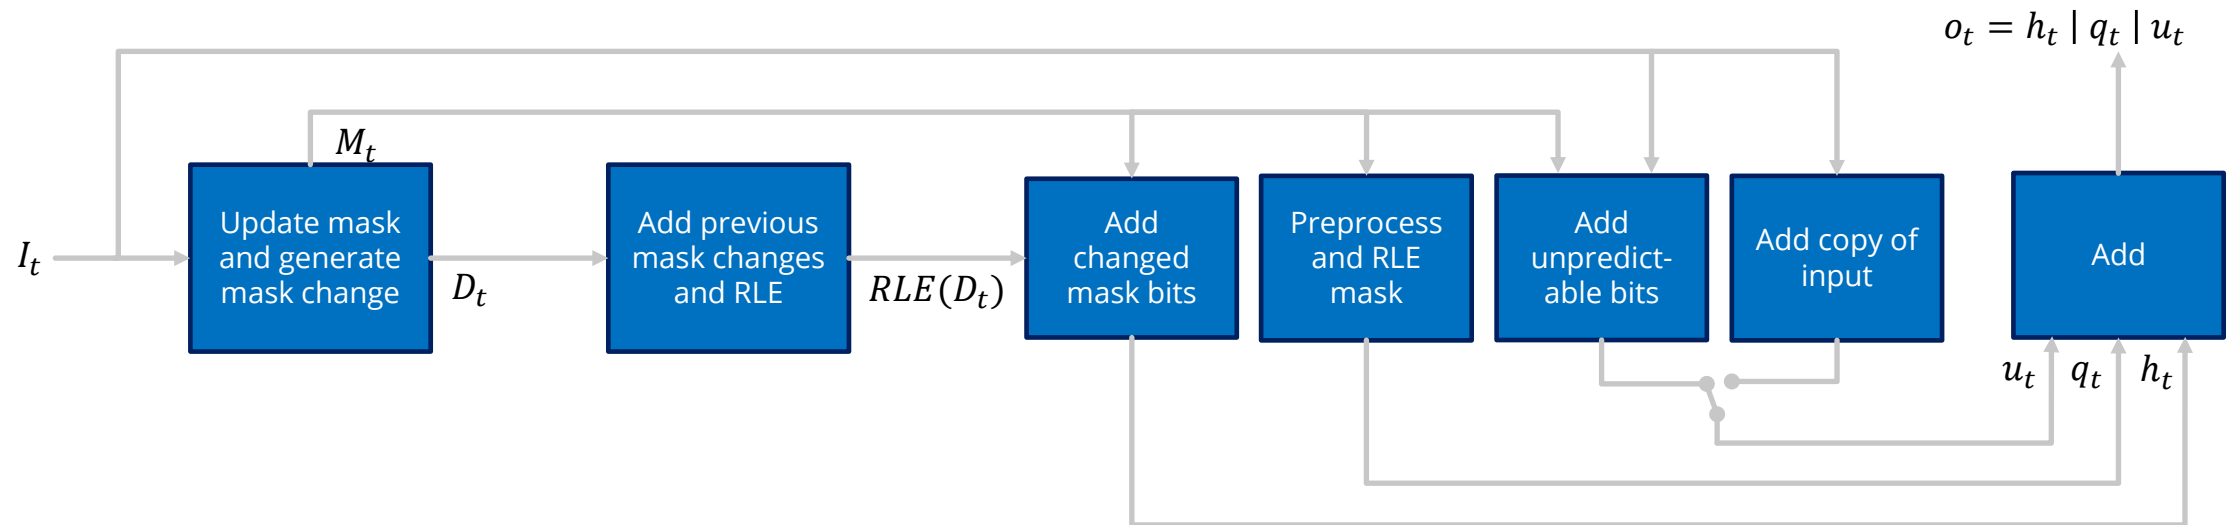 o_t = h_t | q_t | u_t
M_t
I_t
Update mask
and generate
mask change
D_t
Add previous
mask changes
and RLE
RLE(D_t)
Add
changed
mask bits
Preprocess
and RLE
mask
Add
unpredict-
able bits
Add copy of
input
Add
u_t
q_t
h_t